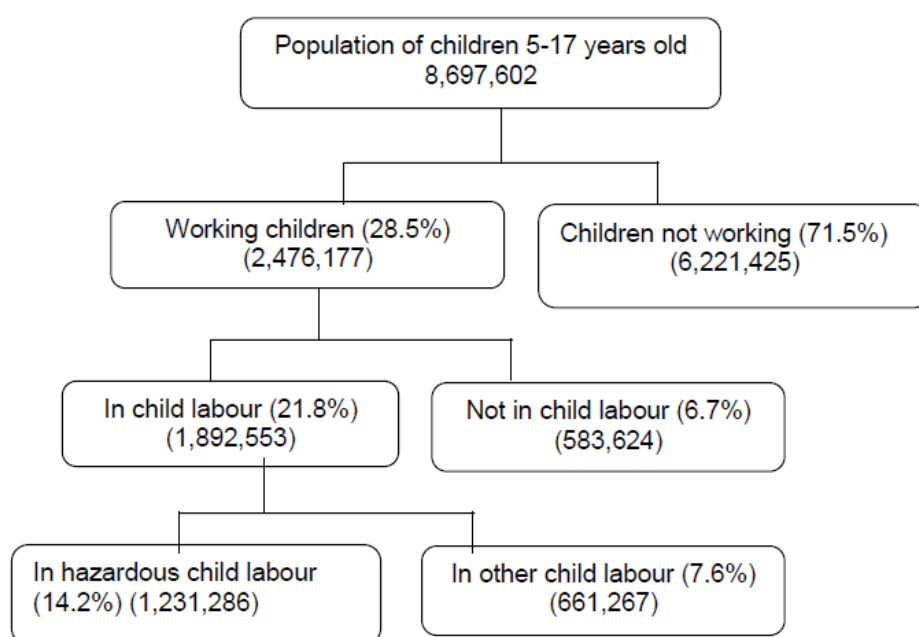 Population of children 5-17 years old
8,697,602
Working children (28.5%)
(2,476,177)
Children not working (71.5%)
(6,221,425)
In child labour (21.8%)
(1,892,553)
Not in child labour (6.7%)
(583,624)
In hazardous child labour
(14.2%) (1,231,286)
In other child labour (7.6%)
(661,267)